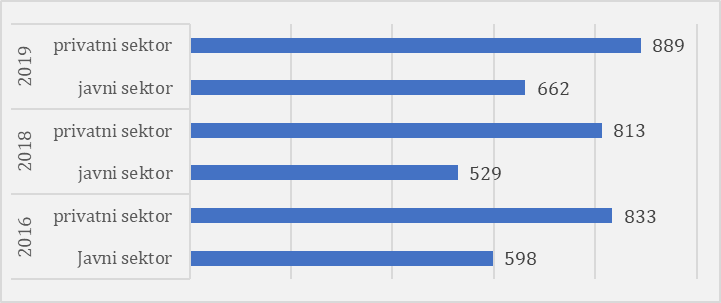 2019
privatni sektor 889
javni sektor 662
2018
privatni sektor 813
javni sektor 529
2016
privatni sektor 833
Javni sektor 598